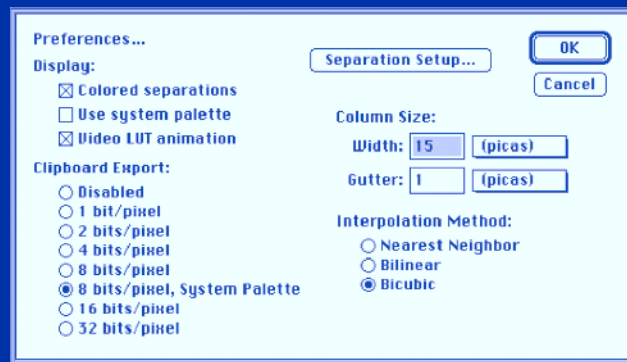 Preferences...
Separation Setup...
OK
Cancel
Display:
Colored separations
Use system palette
Video LUT animation
Clipboard Export:
Disabled
1 bit/pixel
2 bits/pixel
4 bits/pixel
8 bits/pixel
8 bits/pixel, System Palette
16 bits/pixel
32 bits/pixel
Column Size:
Width: 15 (picas)
Gutter: 1 (picas)
Interpolation Method:
Nearest Neighbor
Bilinear
Bicubic